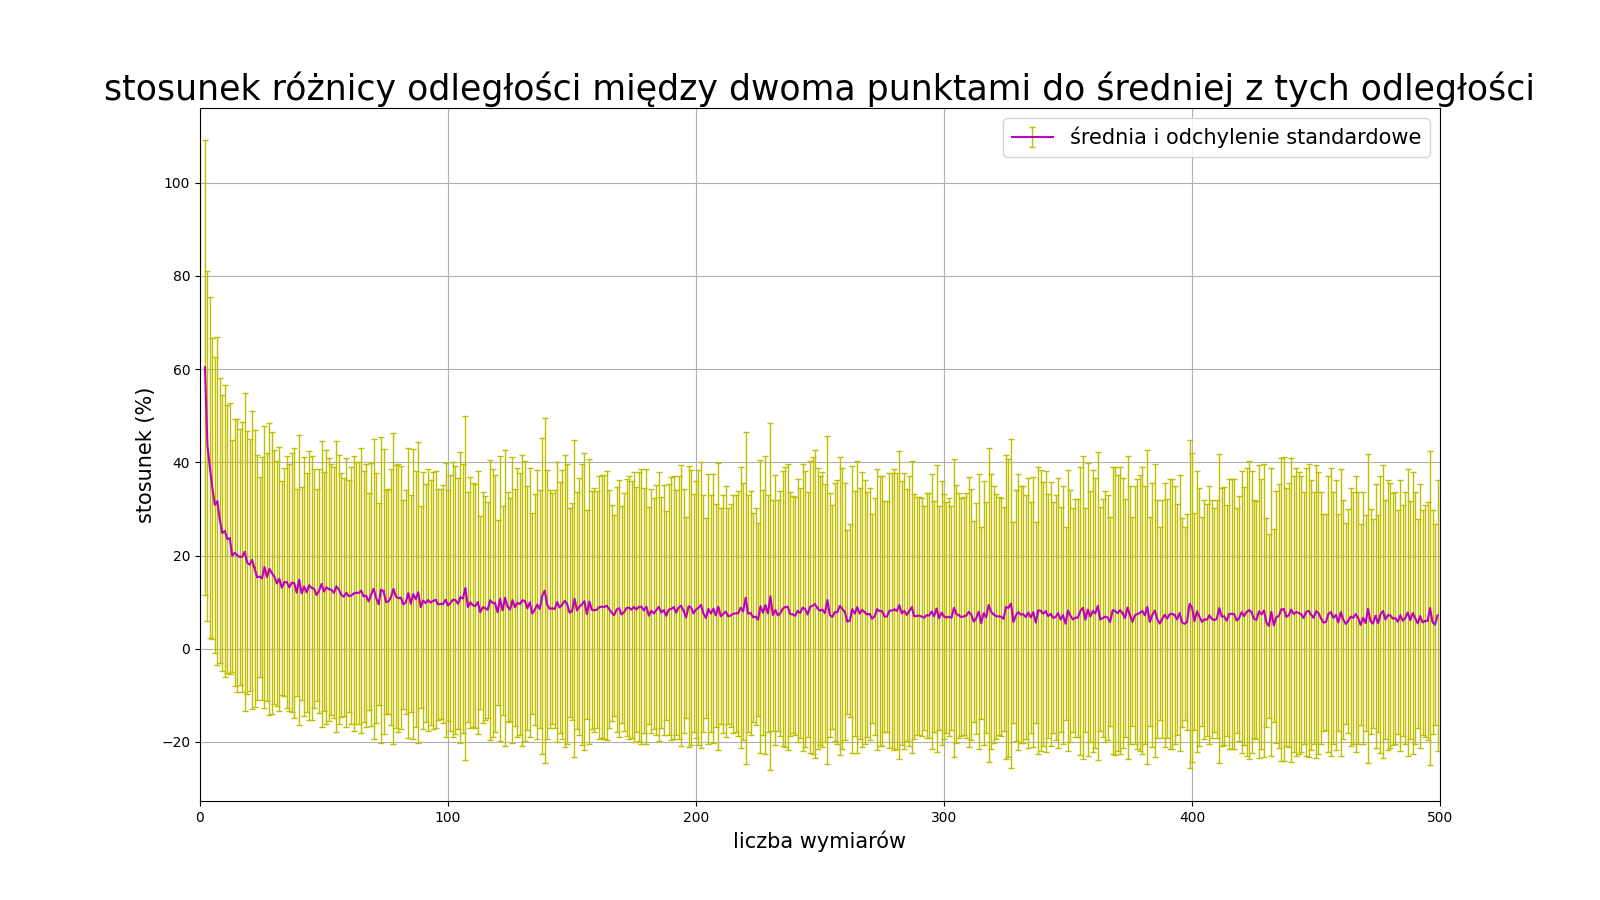 stosunek różnicy odległości między dwoma punktami do średniej z tych odległości
średnia i odchylenie standardowe
stosunek (%)
100
80
60
40
20
0
−20
0 100 200 300 400 500
liczba wymiarów